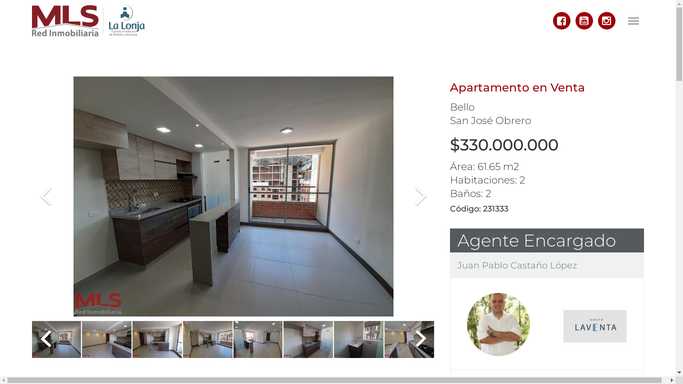 MLS
Red Inmobiliaria
La Lonja
Apartamento en Venta
Bello
San José Obrero
$330.000.000
Área: 61.65 m2
Habitaciones: 2
Baños: 2
Código: 231333
Agente Encargado
Juan Pablo Castaño López
LAVENTA
MLS
Red Inmobiliaria